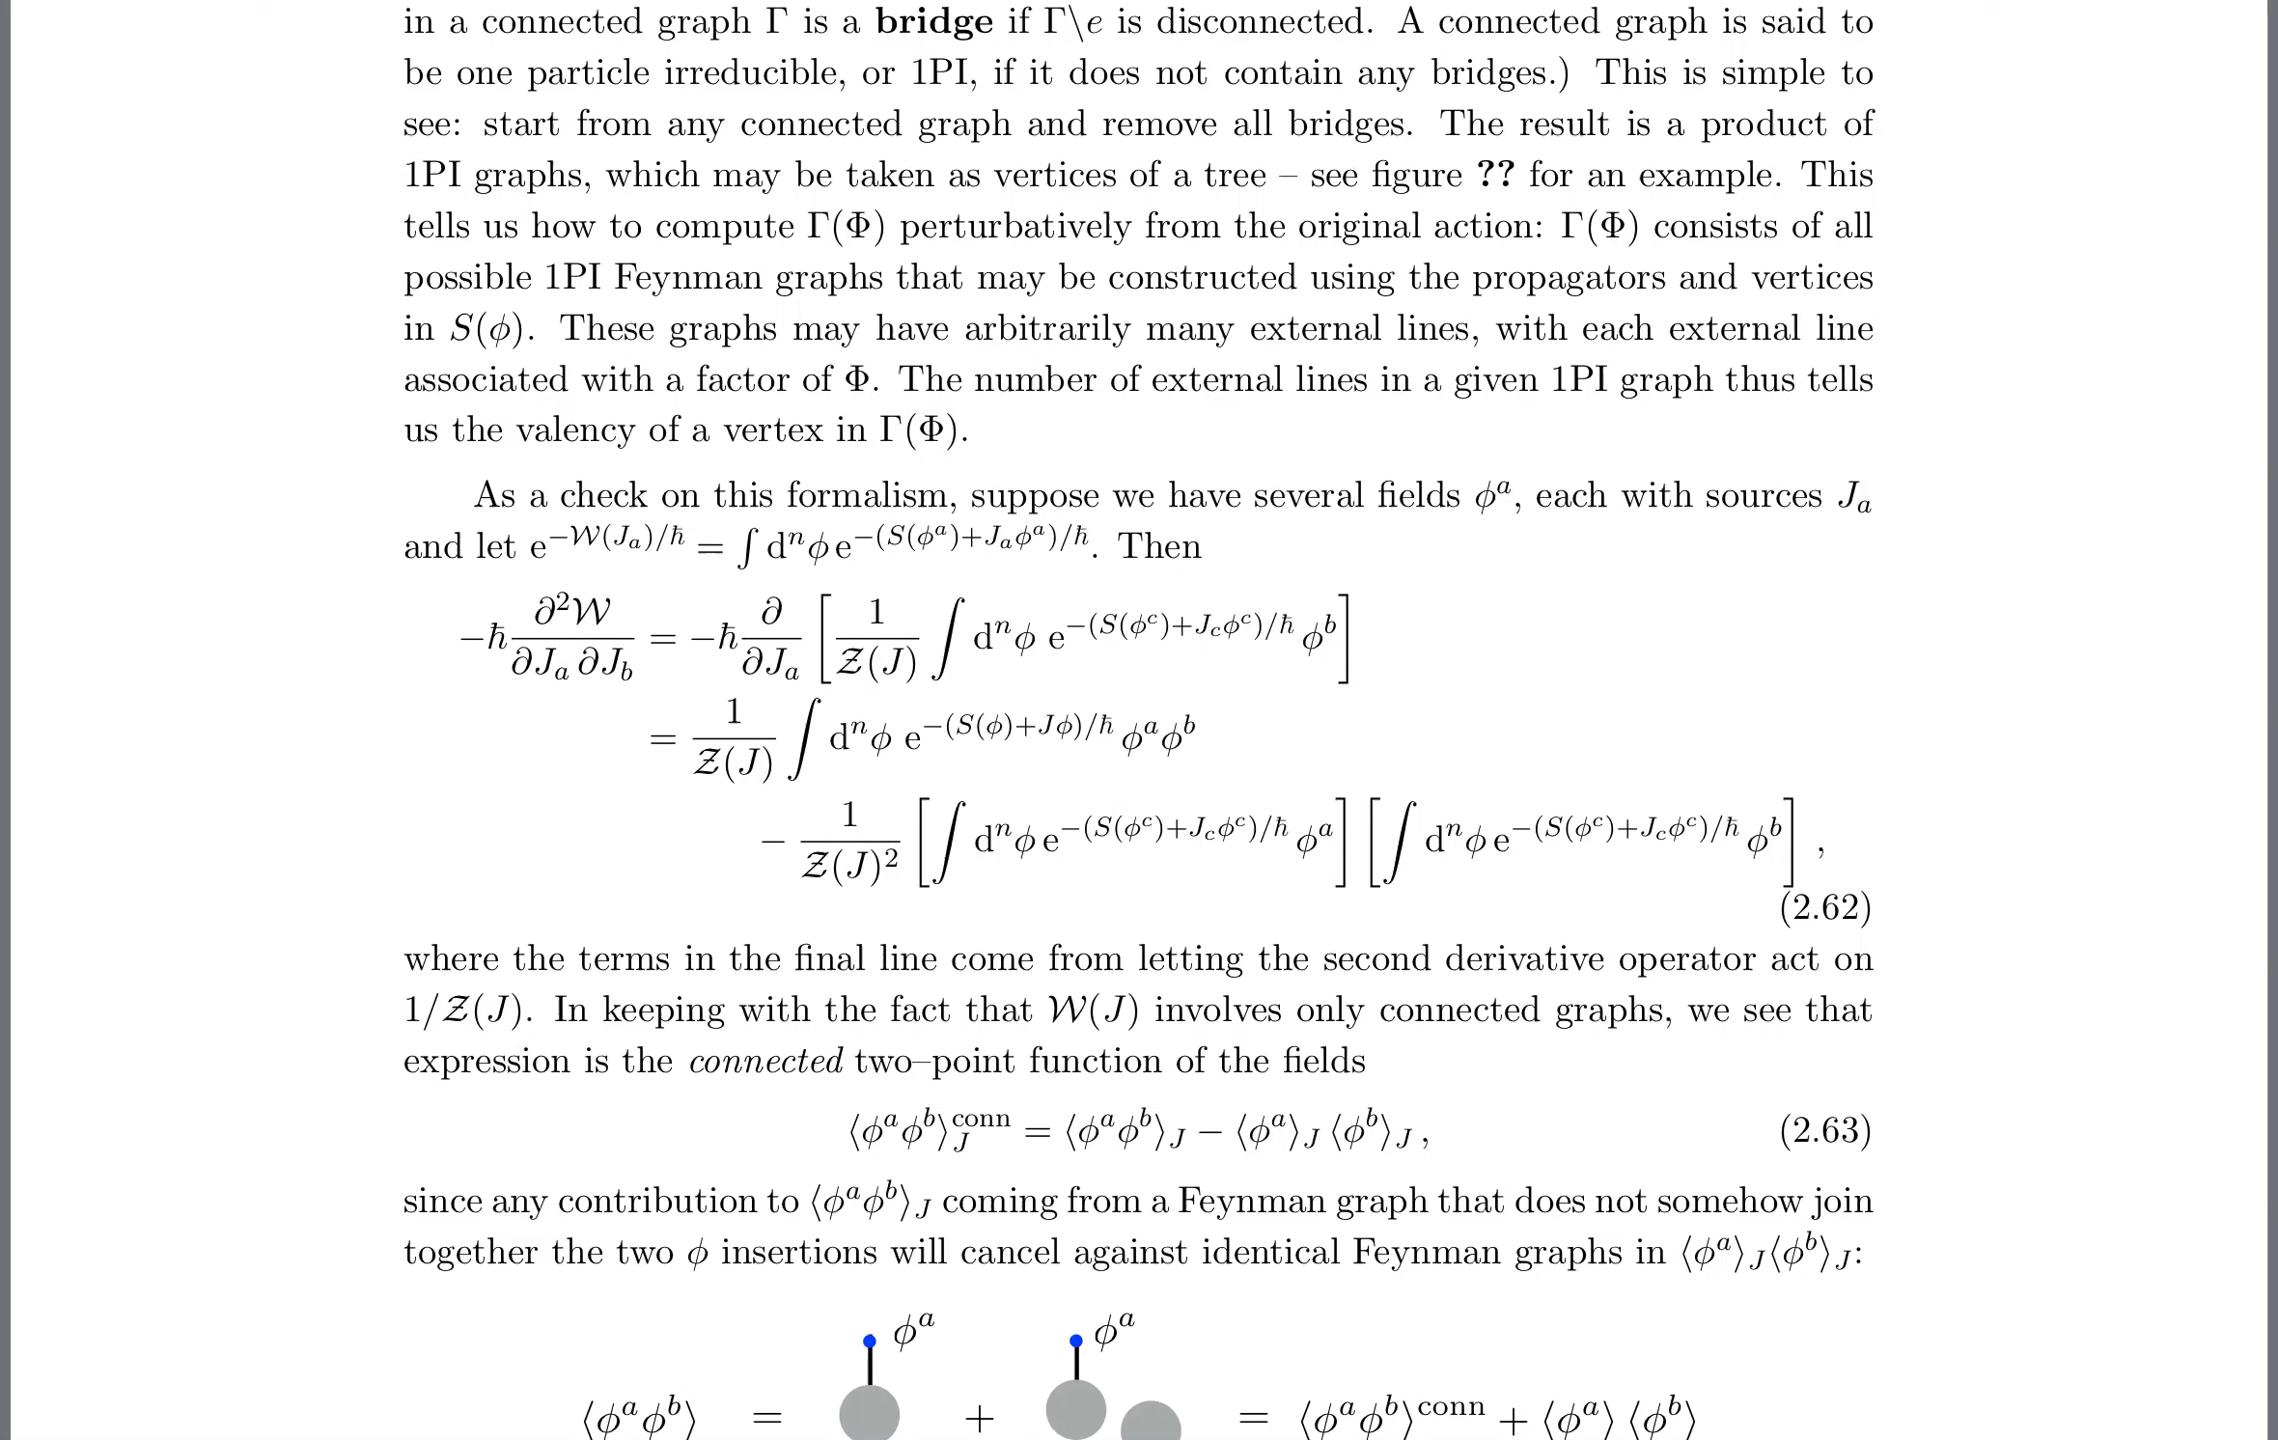 in a connected graph Γ is a bridge if Γ\e is disconnected. A connected graph is said to
be one particle irreducible, or 1PI, if it does not contain any bridges.) This is simple to
see: start from any connected graph and remove all bridges. The result is a product of
1PI graphs, which may be taken as vertices of a tree – see figure ?? for an example. This
tells us how to compute Γ(Φ) perturbatively from the original action: Γ(Φ) consists of all
possible 1PI Feynman graphs that may be constructed using the propagators and vertices
in S(ϕ). These graphs may have arbitrarily many external lines, with each external line
associated with a factor of Φ. The number of external lines in a given 1PI graph thus tells
us the valency of a vertex in Γ(Φ).
As a check on this formalism, suppose we have several fields ϕ^a, each with sources J_a
and let e^{−𝒲(J_a)/ħ} = ∫ d^nϕ e^{−(S(ϕ^a)+J_aϕ^a)/ħ}. Then
−ħ ∂²𝒲/∂J_a ∂J_b = −ħ ∂/∂J_a [ 1/𝒵(J) ∫ d^nϕ e^{−(S(ϕ^c)+J_cϕ^c)/ħ} ϕ^b ]
= 1/𝒵(J) ∫ d^nϕ e^{−(S(ϕ)+Jϕ)/ħ} ϕ^aϕ^b
− 1/𝒵(J)² [ ∫ d^nϕ e^{−(S(ϕ^c)+J_cϕ^c)/ħ} ϕ^a ] [ ∫ d^nϕ e^{−(S(ϕ^c)+J_cϕ^c)/ħ} ϕ^b ] ,
(2.62)
where the terms in the final line come from letting the second derivative operator act on
1/𝒵(J). In keeping with the fact that 𝒲(J) involves only connected graphs, we see that
expression is the connected two–point function of the fields
⟨ϕ^aϕ^b⟩_J^conn = ⟨ϕ^aϕ^b⟩_J − ⟨ϕ^a⟩_J ⟨ϕ^b⟩_J , (2.63)
since any contribution to ⟨ϕ^aϕ^b⟩_J coming from a Feynman graph that does not somehow join
together the two ϕ insertions will cancel against identical Feynman graphs in ⟨ϕ^a⟩_J⟨ϕ^b⟩_J:
ϕ^a ϕ^a
⟨ϕ^aϕ^b⟩ = + = ⟨ϕ^aϕ^b⟩^conn + ⟨ϕ^a⟩ ⟨ϕ^b⟩